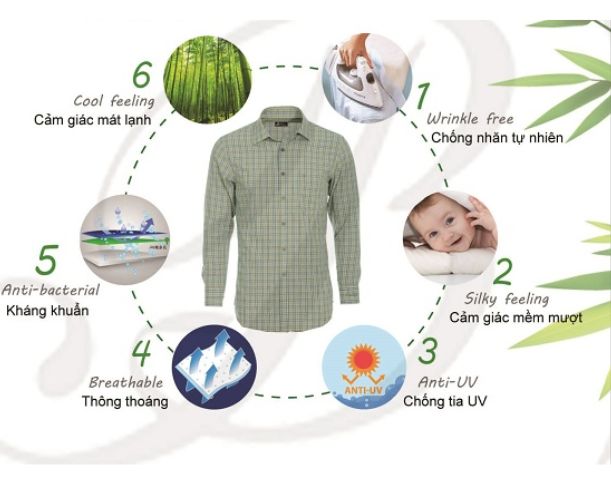 1
Wrinkle free
Chống nhăn tự nhiên
2
Silky feeling
Cảm giác mềm mượt
3
Anti-UV
Chống tia UV
ANTI-UV
4
Breathable
Thông thoáng
5
Anti-bacterial
Kháng khuẩn
6
Cool feeling
Cảm giác mát lạnh